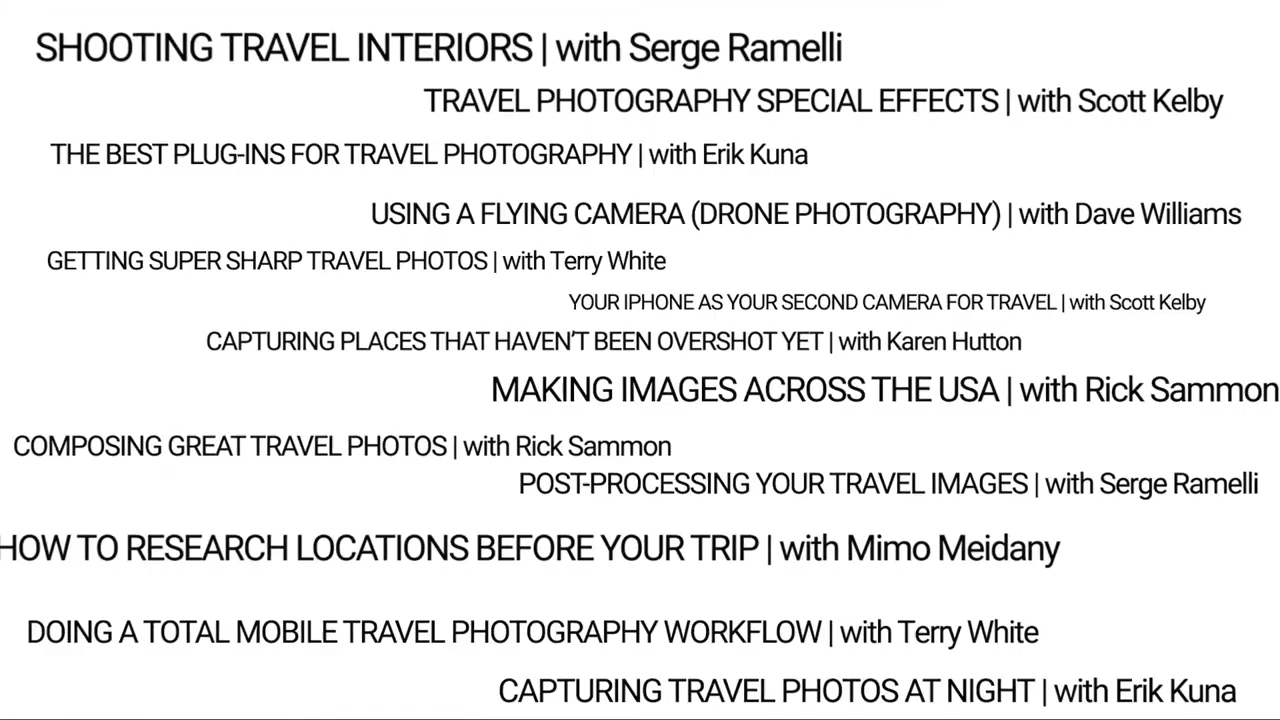 SHOOTING TRAVEL INTERIORS | with Serge Ramelli
TRAVEL PHOTOGRAPHY SPECIAL EFFECTS | with Scott Kelby
THE BEST PLUG-INS FOR TRAVEL PHOTOGRAPHY | with Erik Kuna
USING A FLYING CAMERA (DRONE PHOTOGRAPHY) | with Dave Williams
GETTING SUPER SHARP TRAVEL PHOTOS | with Terry White
YOUR IPHONE AS YOUR SECOND CAMERA FOR TRAVEL | with Scott Kelby
CAPTURING PLACES THAT HAVEN’T BEEN OVERSHOT YET | with Karen Hutton
MAKING IMAGES ACROSS THE USA | with Rick Sammon
COMPOSING GREAT TRAVEL PHOTOS | with Rick Sammon
POST-PROCESSING YOUR TRAVEL IMAGES | with Serge Ramelli
HOW TO RESEARCH LOCATIONS BEFORE YOUR TRIP | with Mimo Meidany
DOING A TOTAL MOBILE TRAVEL PHOTOGRAPHY WORKFLOW | with Terry White
CAPTURING TRAVEL PHOTOS AT NIGHT | with Erik Kuna